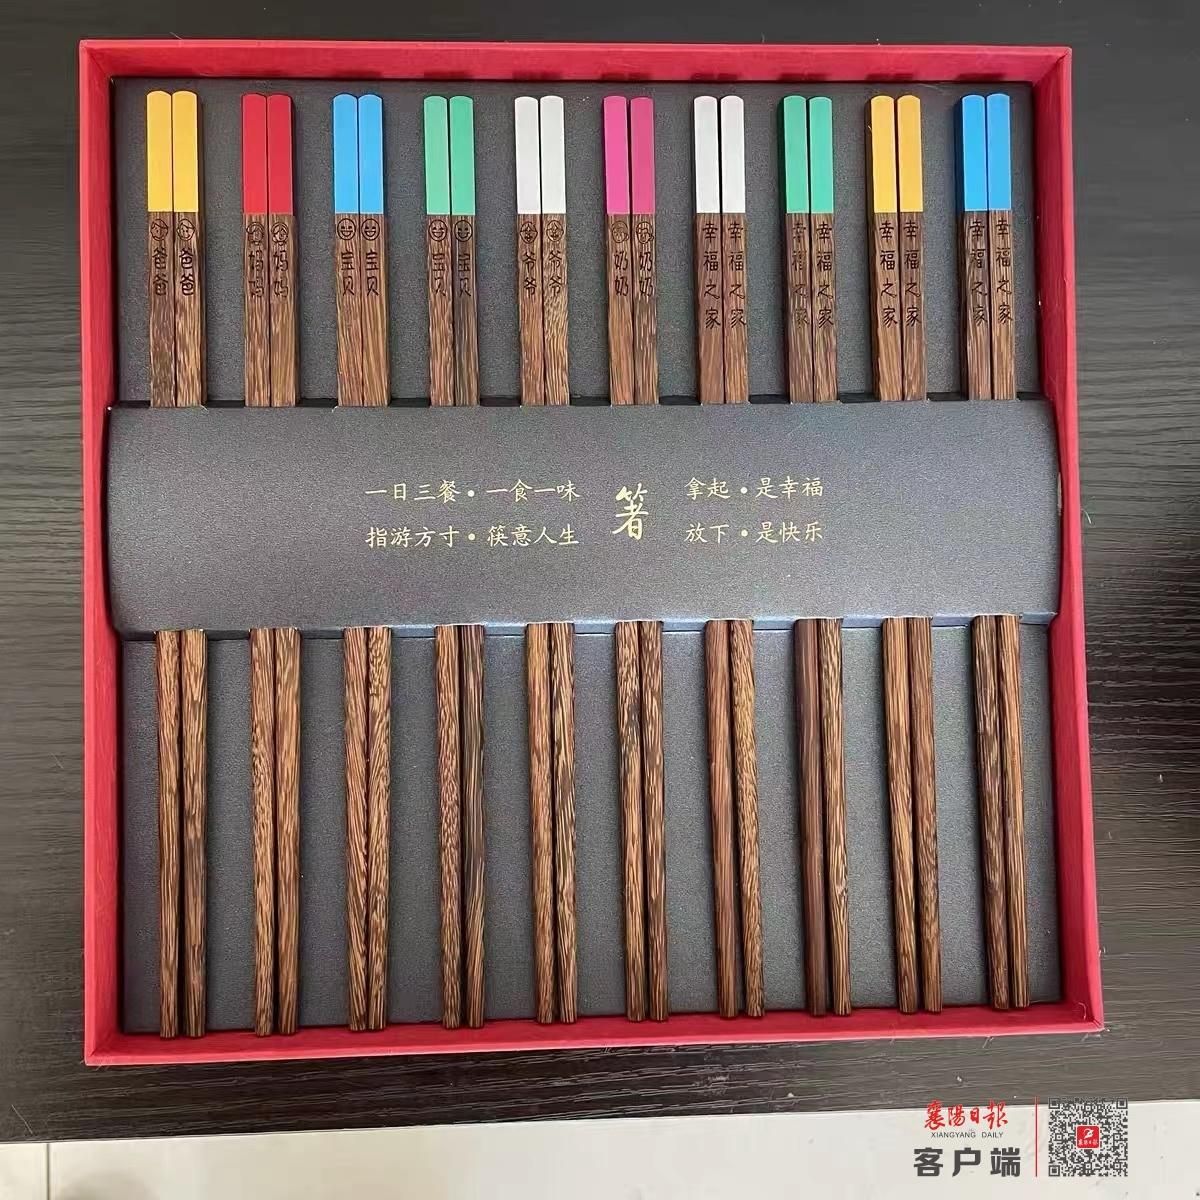 爸爸 爸爸 妈妈 妈妈 宝贝 宝贝 宝贝 宝贝 爷爷 爷爷 奶奶 奶奶 幸福之家 幸福之家 幸福之家 幸福之家 幸福之家 幸福之家 幸福之家 幸福之家
一日三餐·一食一味
指游方寸·筷意人生
箸
拿起·是幸福
放下·是快乐
襄阳日报
XIANGYANG DAILY
客户端